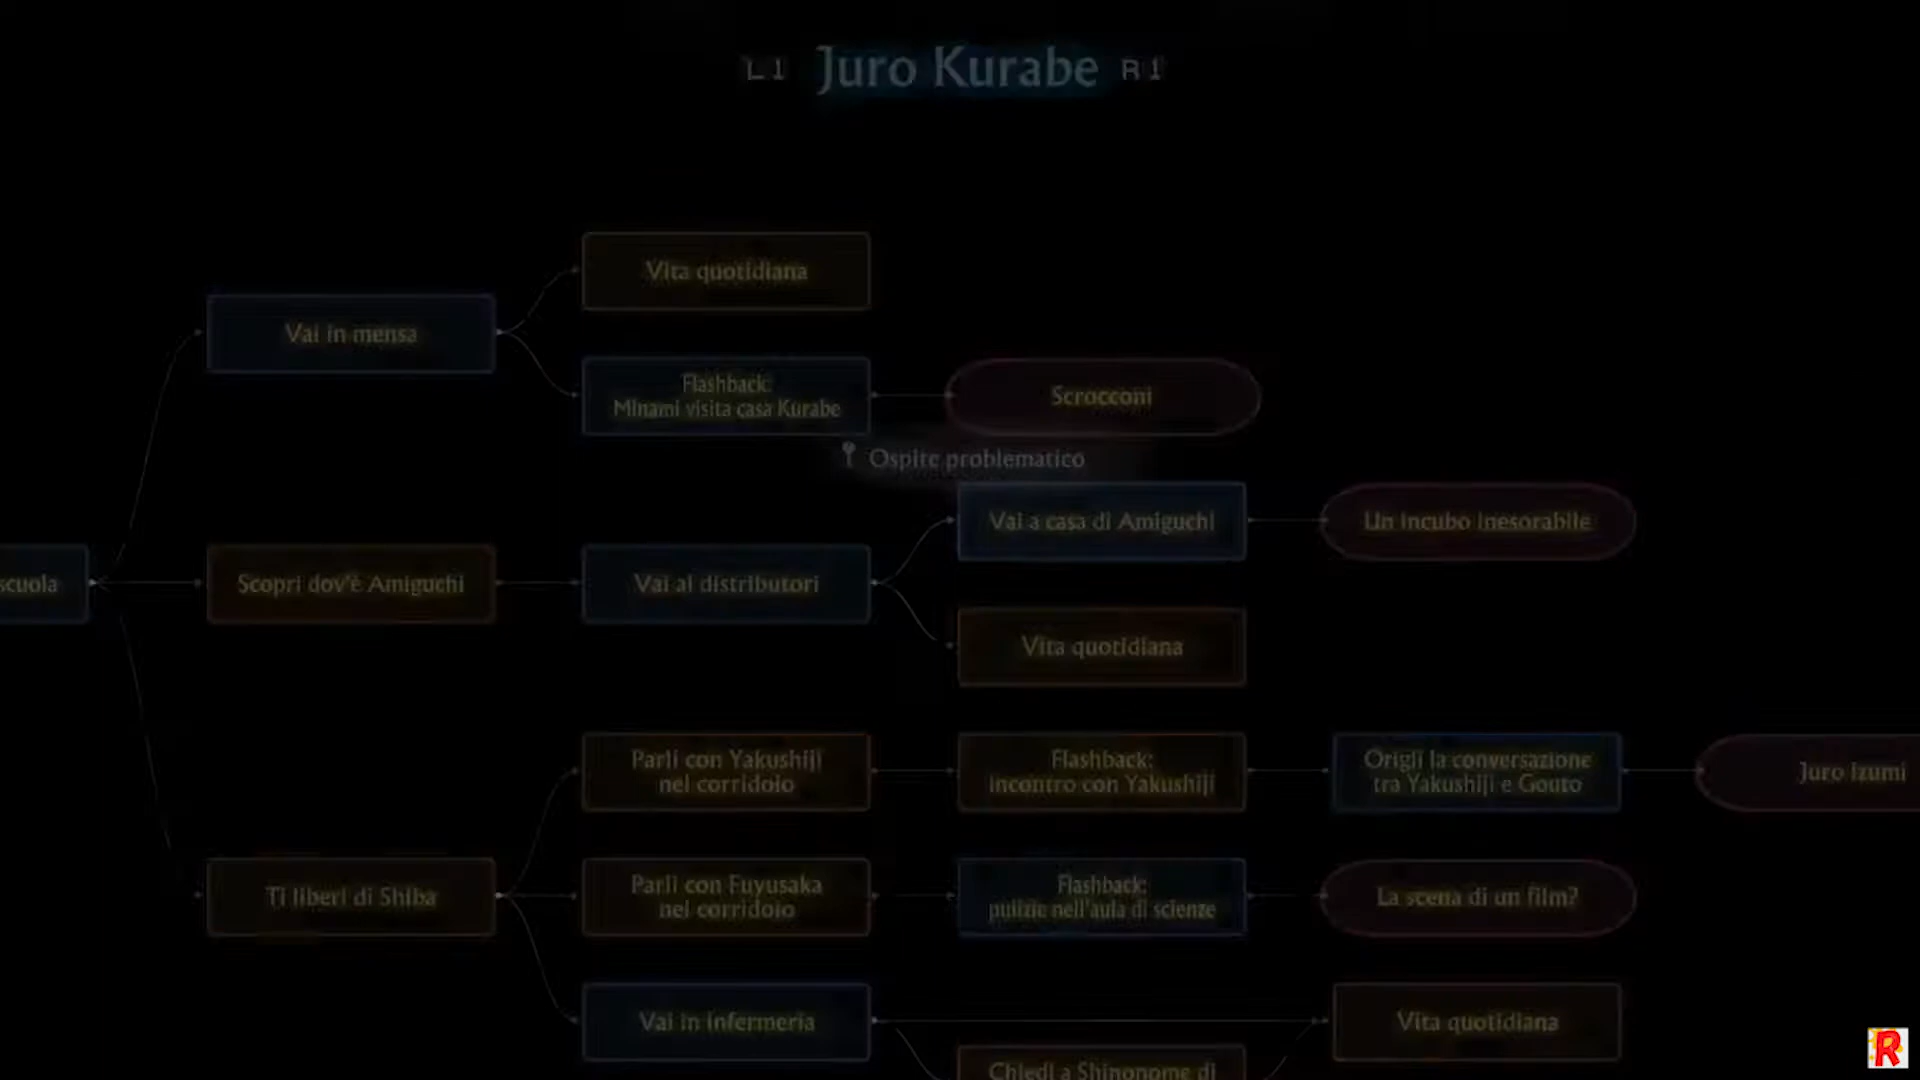 L1 Juro Kurabe R1
Vita quotidiana
Vai in mensa
Flashback:
Minami visita casa Kurabe
Scrocconi
Ospite problematico
Vai a casa di Amiguchi
Un incubo inesorabile
scuola
Scopri dov'è Amiguchi
Vai ai distributori
Vita quotidiana
Parli con Yakushiji
nel corridoio
Flashback:
incontro con Yakushiji
Origli la conversazione
tra Yakushiji e Gouto
Juro Izumi
Ti liberi di Shiba
Parli con Fuyusaka
nel corridoio
Flashback:
pulizie nell'aula di scienze
La scena di un film?
Vai in infermeria
Vita quotidiana
Chiedi a Shinonome di
R